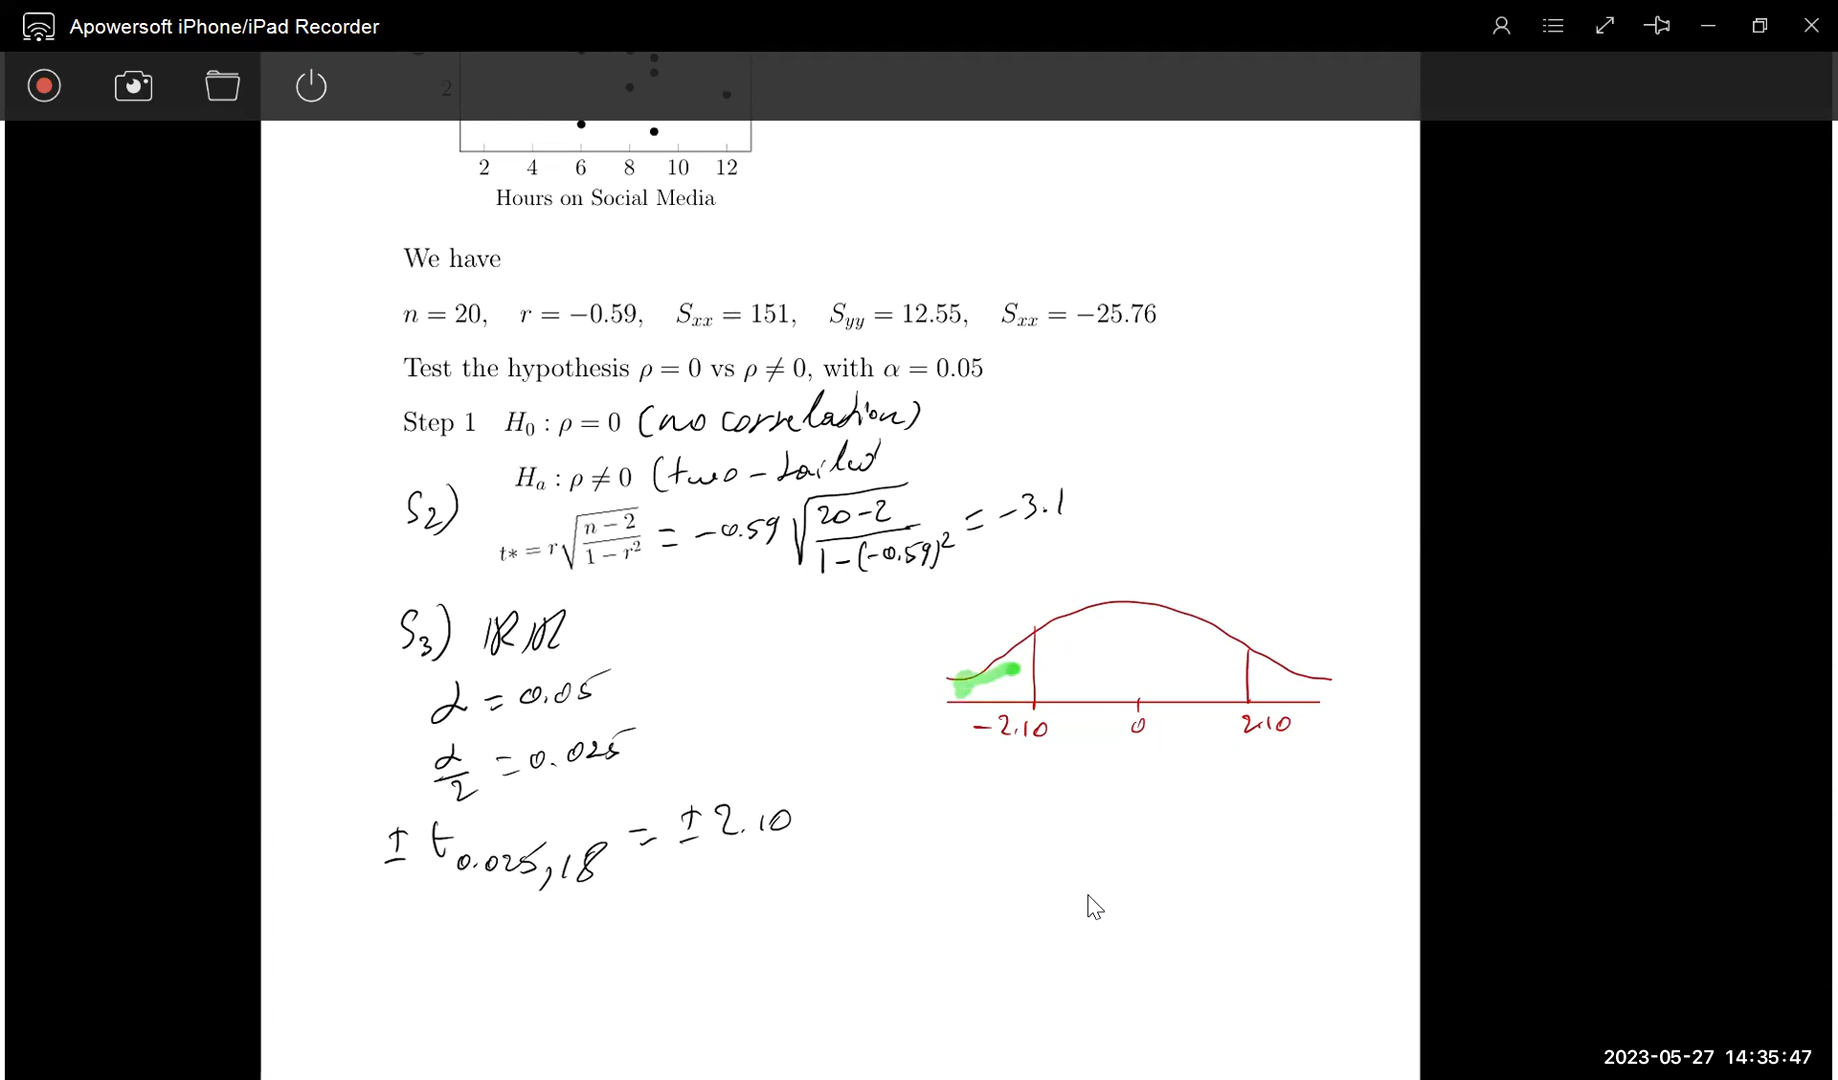 Apowersoft iPhone/iPad Recorder
2
2 4 6 8 10 12
Hours on Social Media
We have
n = 20, r = −0.59, Sxx = 151, Syy = 12.55, Sxx = −25.76
Test the hypothesis ρ = 0 vs ρ ≠ 0, with α = 0.05
Step 1 H₀ : ρ = 0 (no correlation)
Hₐ : ρ ≠ 0 (two-tailed
S₂)
t* = r√((n − 2)/(1 − r²)) = −0.59 √((20−2)/(1−(−0.59)²)) = −3.1
S₃) RR
α = 0.05
α/2 = 0.025
± t₀.₀₂₅,₁₈ = ± 2.10
−2.10 0 2.10
2023-05-27 14:35:47